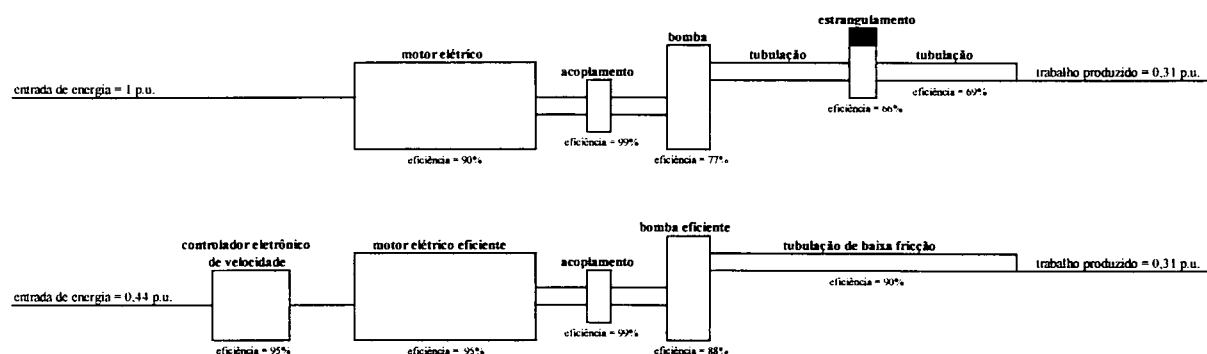 estrangulamento
bomba
motor elétrico
tubulação
tubulação
acoplamento
entrada de energia = 1 p.u.
trabalho produzido = 0,31 p.u.
eficiência = 69%
eficiência = 66%
eficiência = 99%
eficiência = 90%
eficiência = 77%
bomba eficiente
controlador eletrônico
de velocidade
motor elétrico eficiente
tubulação de baixa fricção
acoplamento
entrada de energia = 0,44 p.u.
trabalho produzido = 0,31 p.u.
eficiência = 90%
eficiência = 99%
eficiência = 95%
eficiência = 95%
eficiência = 88%